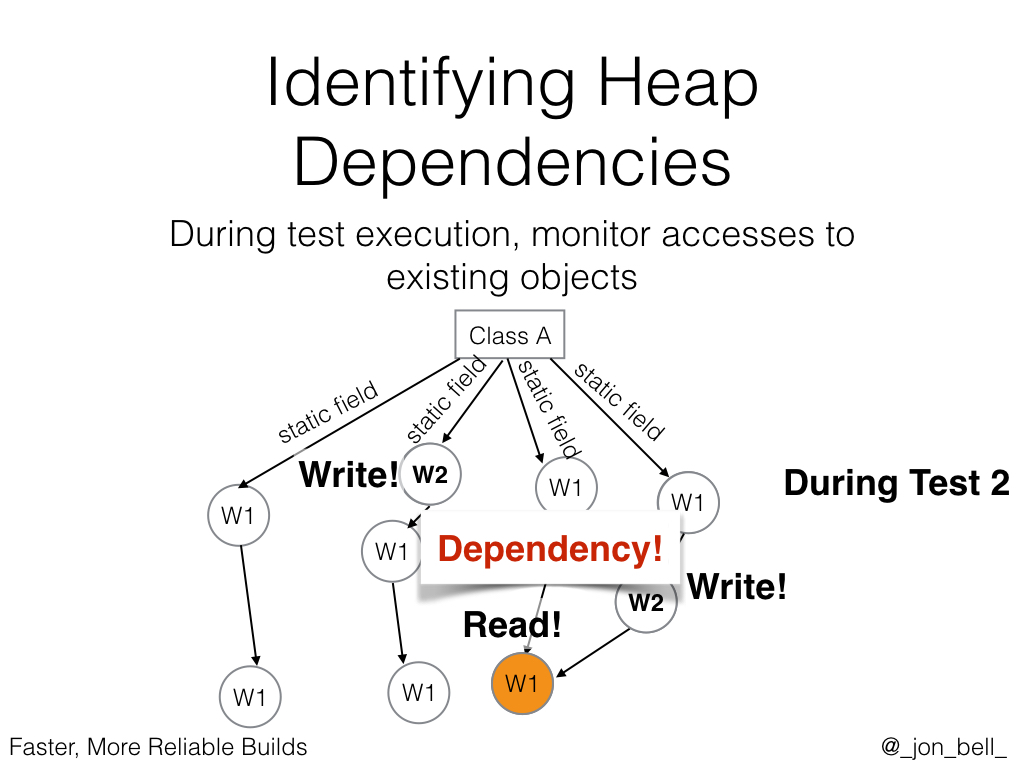 Identifying Heap
Dependencies
During test execution, monitor accesses to
existing objects
Class A
static field
static field
static field
static field
Write!
W2
W1
W1
W1
During Test 2
W1
Dependency!
Write!
W2
Read!
W1
W1
W1
Faster, More Reliable Builds
@_jon_bell_